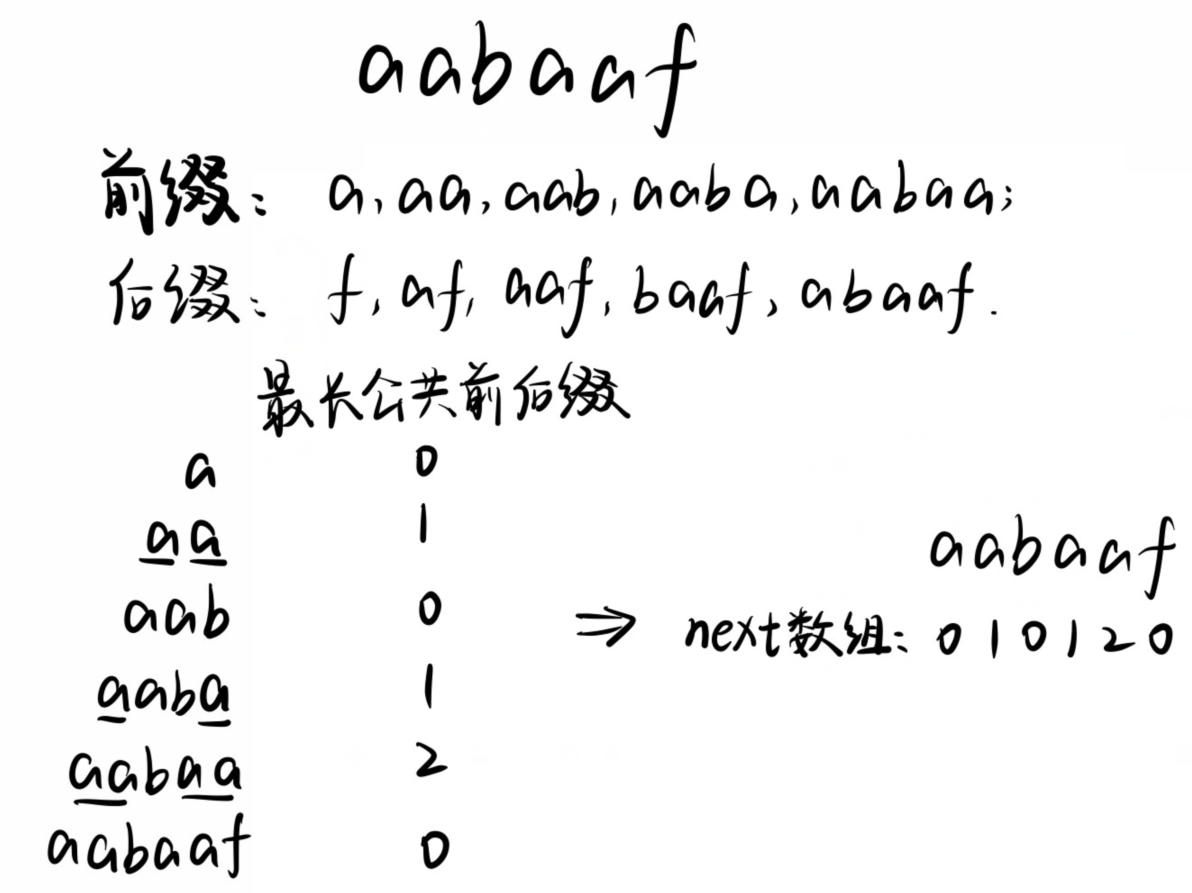 aabaaf
前缀：a,aa,aab,aaba,aabaa;
后缀：f,af,aaf,baaf,abaaf.
最长公共前后缀
a 0
aa 1
aab 0
aaba 1
aabaa 2
aabaaf 0
⇒
aabaaf
next数组：0 1 0 1 2 0